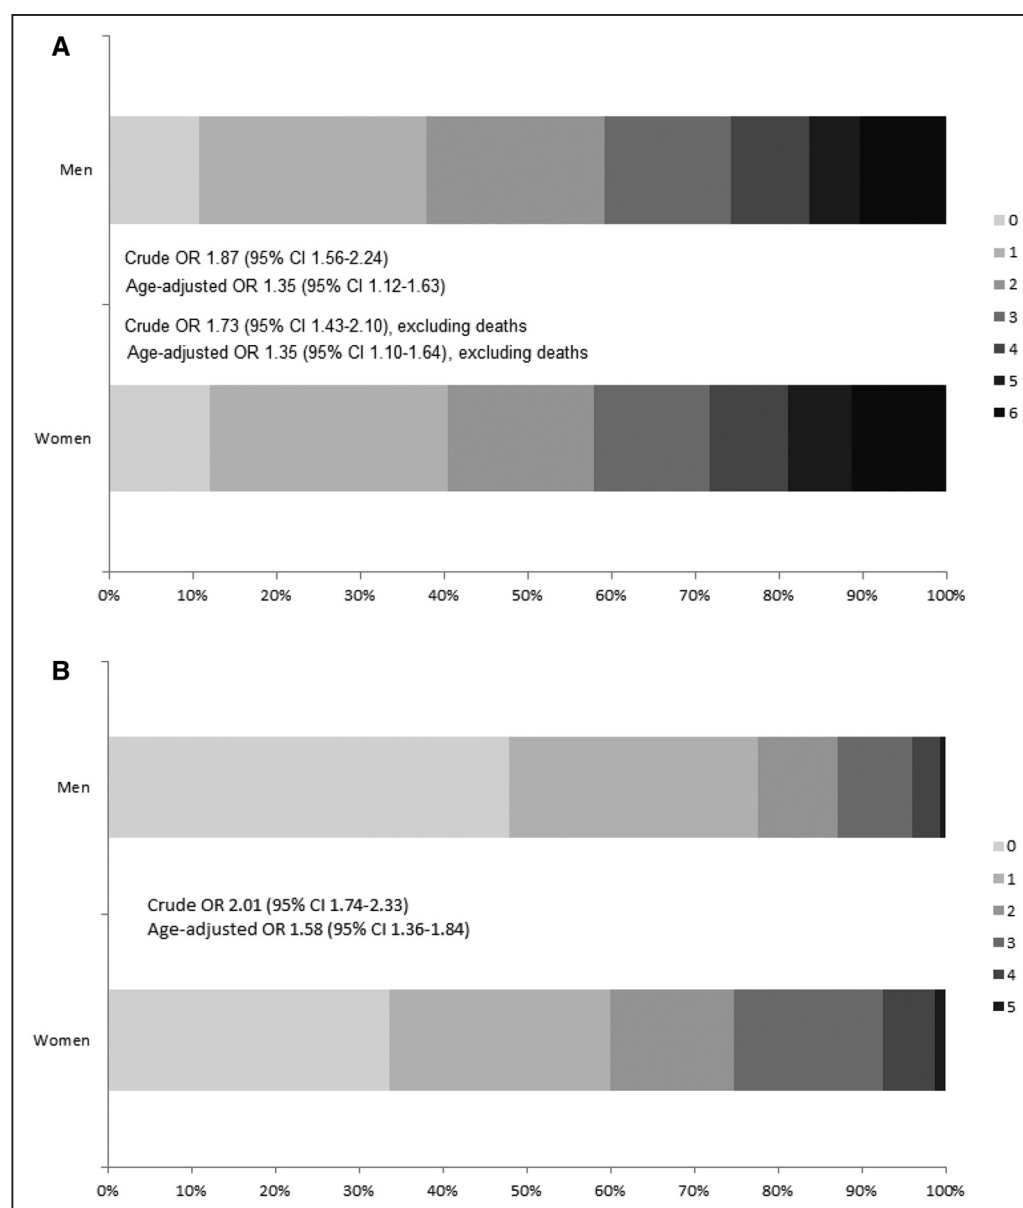 A
Men
Crude OR 1.87 (95% CI 1.56-2.24)
Age-adjusted OR 1.35 (95% CI 1.12-1.63)
Crude OR 1.73 (95% CI 1.43-2.10), excluding deaths
Age-adjusted OR 1.35 (95% CI 1.10-1.64), excluding deaths
Women
0% 10% 20% 30% 40% 50% 60% 70% 80% 90% 100%
0
1
2
3
4
5
6
B
Men
Crude OR 2.01 (95% CI 1.74-2.33)
Age-adjusted OR 1.58 (95% CI 1.36-1.84)
Women
0% 10% 20% 30% 40% 50% 60% 70% 80% 90% 100%
0
1
2
3
4
5